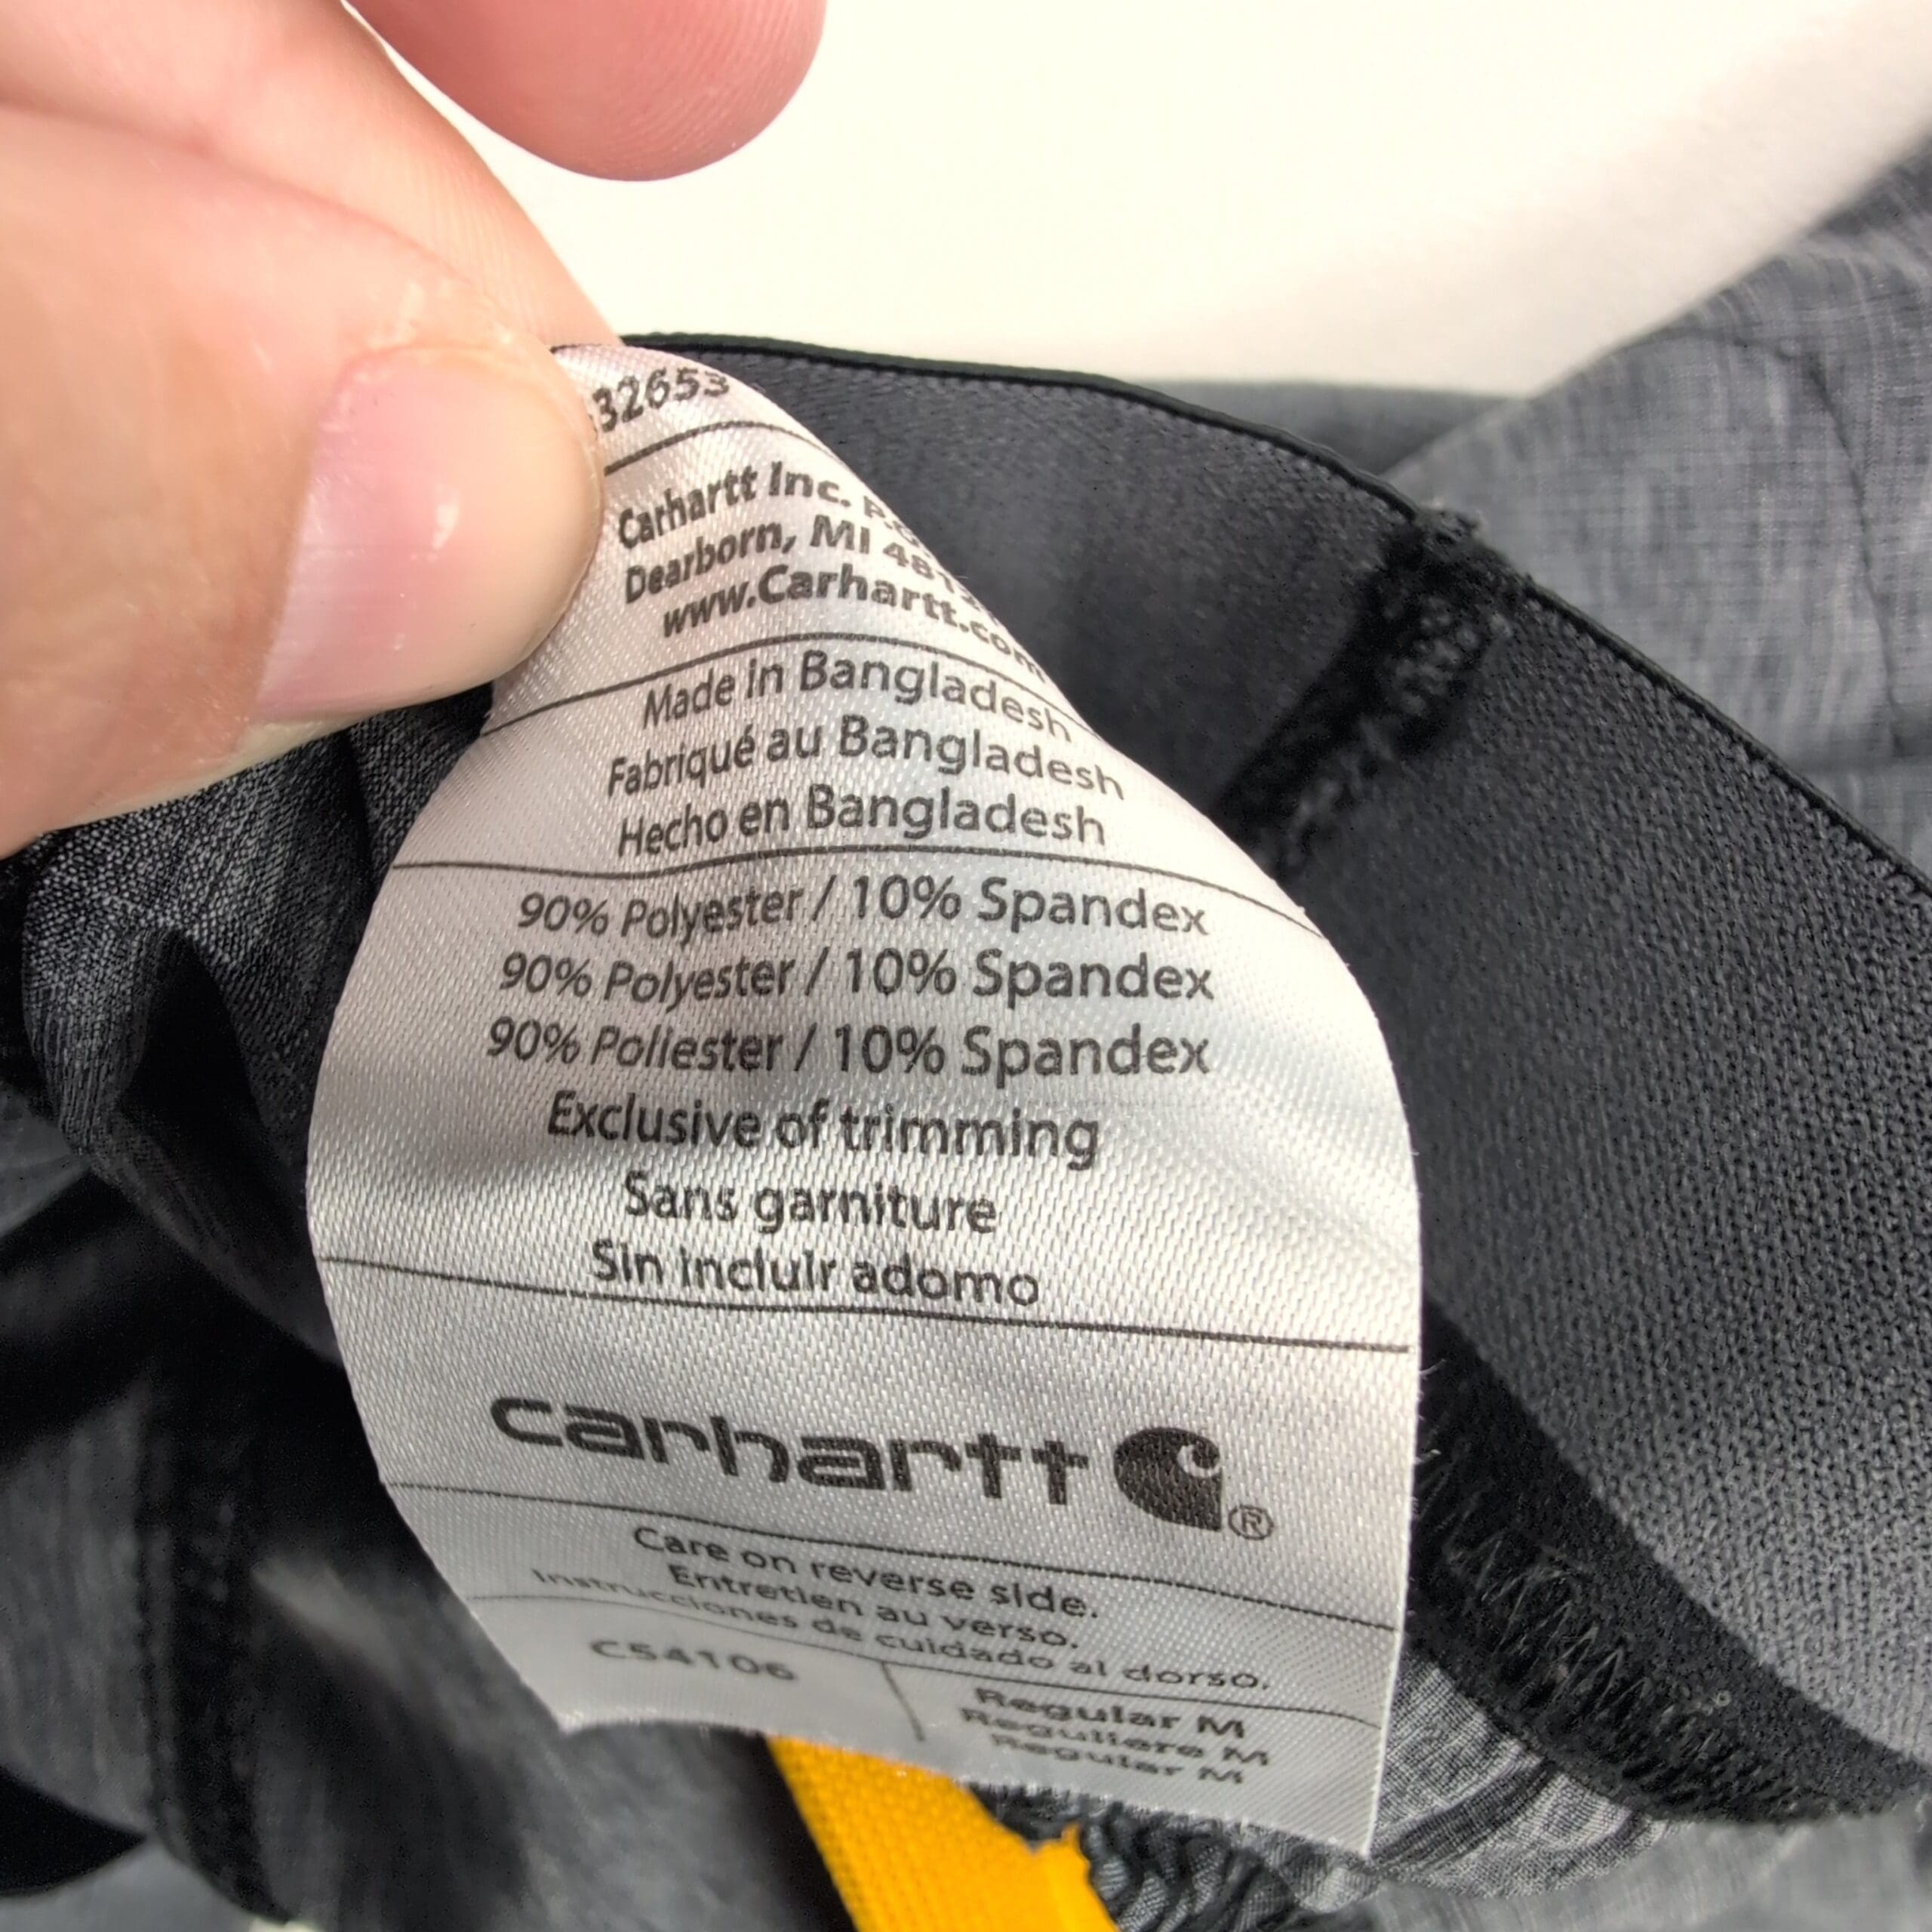 32653
Carhartt Inc.
Dearborn, MI
www.Carhartt.com
Made in Bangladesh
Fabriqué au Bangladesh
Hecho en Bangladesh
90% Polyester / 10% Spandex
90% Polyester / 10% Spandex
90% Poliester / 10% Spandex
Exclusive of trimming
Sans garniture
Sin incluir adorno
carhartt ®
Care on reverse side.
Entretien au verso.
Instrucciones de cuidado al dorso.
C54106
Regular M
Reguliere M
Regular M